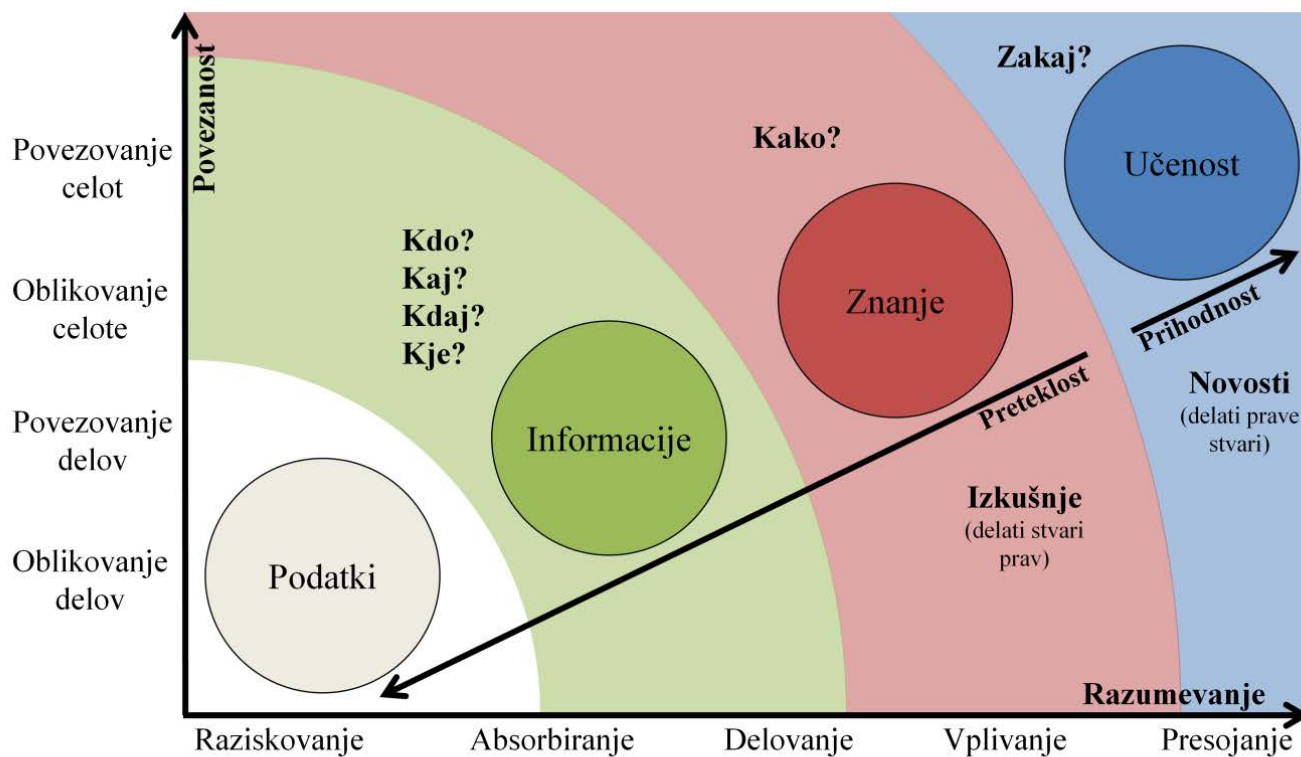 Povezanost
Povezovanje
celot
Oblikovanje
celote
Povezovanje
delov
Oblikovanje
delov
Zakaj?
Učenost
Kako?
Znanje
Kdo?
Kaj?
Kdaj?
Kje?
Informacije
Podatki
Prihodnost
Preteklost
Novosti
(delati prave
stvari)
Izkušnje
(delati stvari
prav)
Razumevanje
Raziskovanje
Absorbiranje
Delovanje
Vplivanje
Presojanje